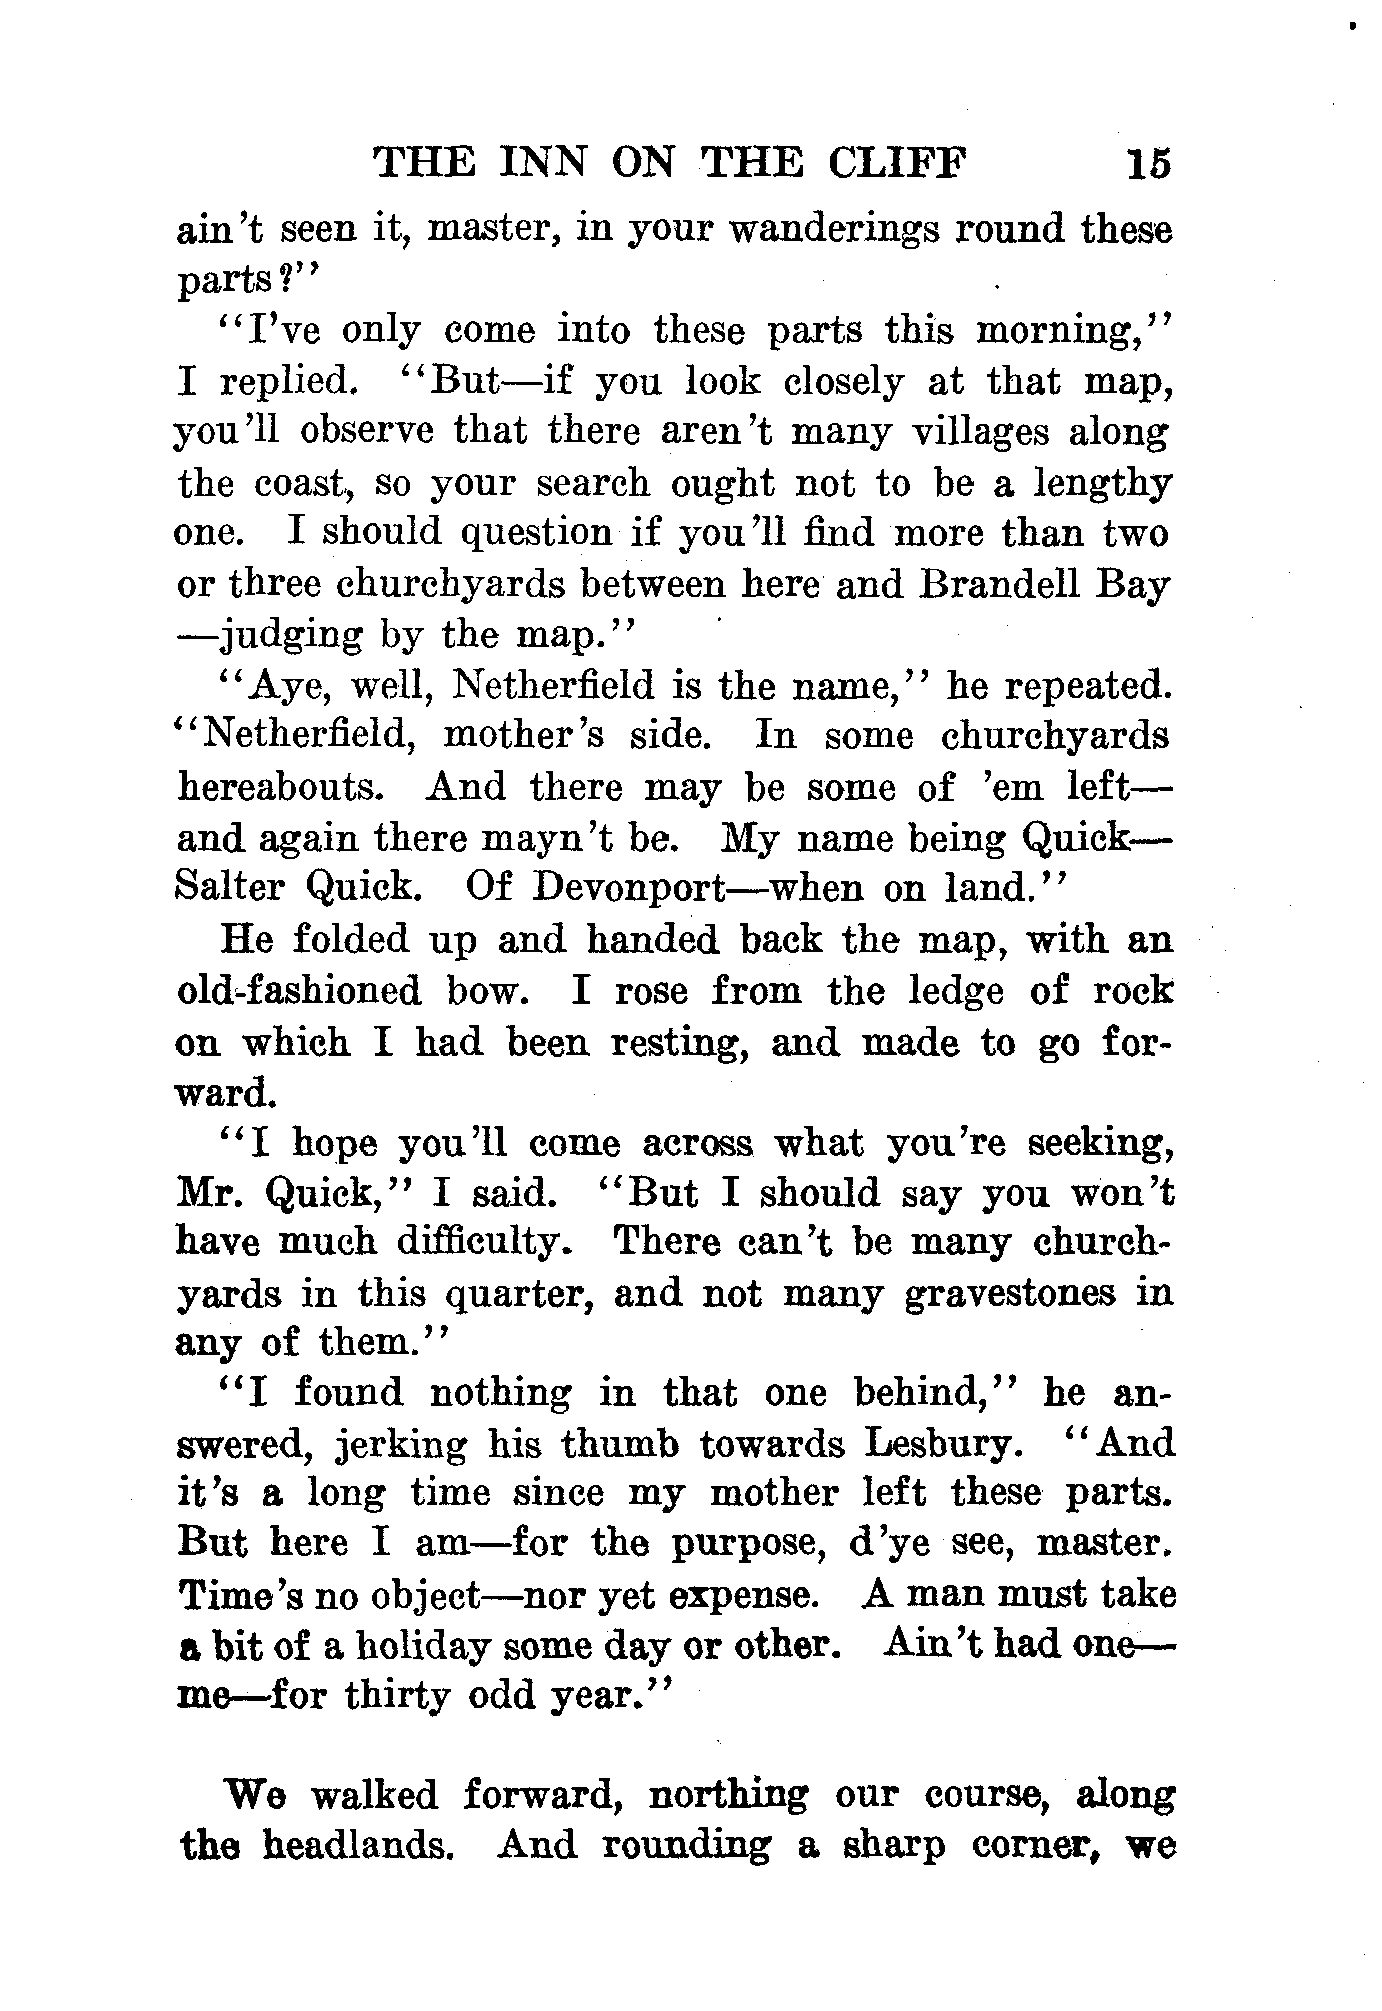 THE INN ON THE CLIFF 15
ain't seen it, master, in your wanderings round these
parts?"
"I've only come into these parts this morning,"
I replied. "But—if you look closely at that map,
you'll observe that there aren't many villages along
the coast, so your search ought not to be a lengthy
one. I should question if you'll find more than two
or three churchyards between here and Brandell Bay
—judging by the map."
"Aye, well, Netherfield is the name," he repeated.
"Netherfield, mother's side. In some churchyards
hereabouts. And there may be some of 'em left—
and again there mayn't be. My name being Quick—
Salter Quick. Of Devonport—when on land."
He folded up and handed back the map, with an
old-fashioned bow. I rose from the ledge of rock
on which I had been resting, and made to go for-
ward.
"I hope you'll come across what you're seeking,
Mr. Quick," I said. "But I should say you won't
have much difficulty. There can't be many church-
yards in this quarter, and not many gravestones in
any of them."
"I found nothing in that one behind," he an-
swered, jerking his thumb towards Lesbury. "And
it's a long time since my mother left these parts.
But here I am—for the purpose, d'ye see, master.
Time's no object—nor yet expense. A man must take
a bit of a holiday some day or other. Ain't had one—
me—for thirty odd year."
We walked forward, northing our course, along
the headlands. And rounding a sharp corner, we